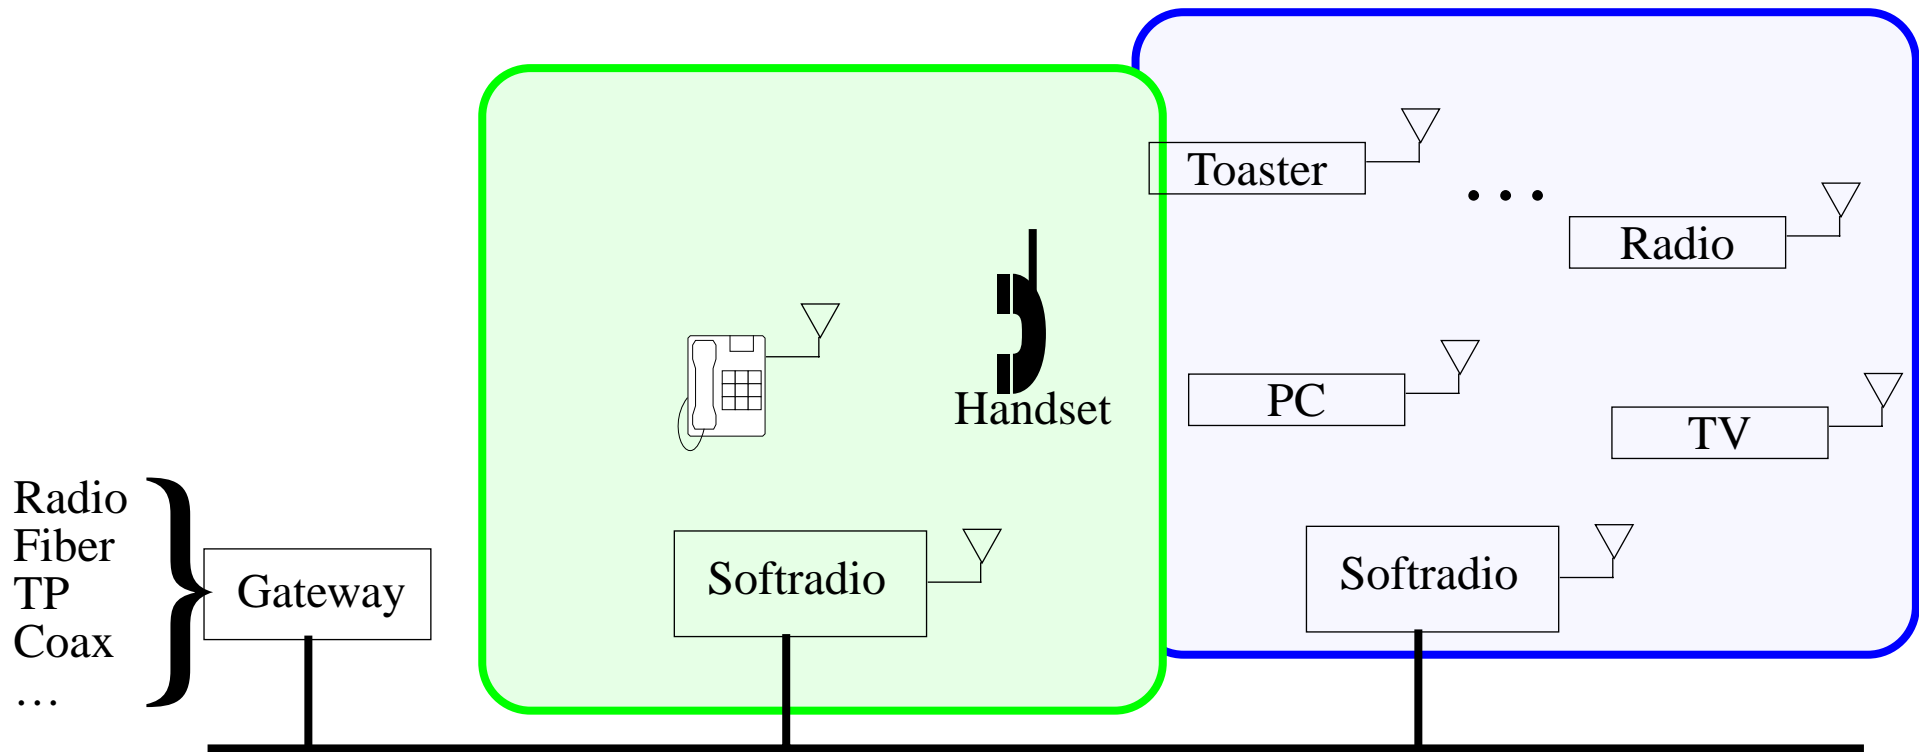 Toaster
• • •
Radio
Handset
PC
TV
Radio
Fiber
TP
Coax
…
Gateway
Softradio
Softradio